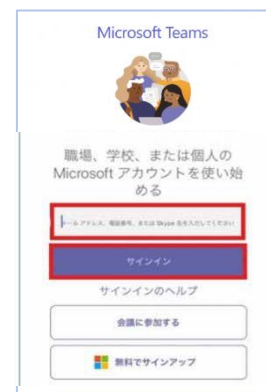 Microsoft Teams
職場、学校、または個人の
Microsoft アカウントを使い始
める
メール アドレス、電話番号、または Skype 名を入力してください
サインイン
サインインのヘルプ
会議に参加する
無料でサインアップ